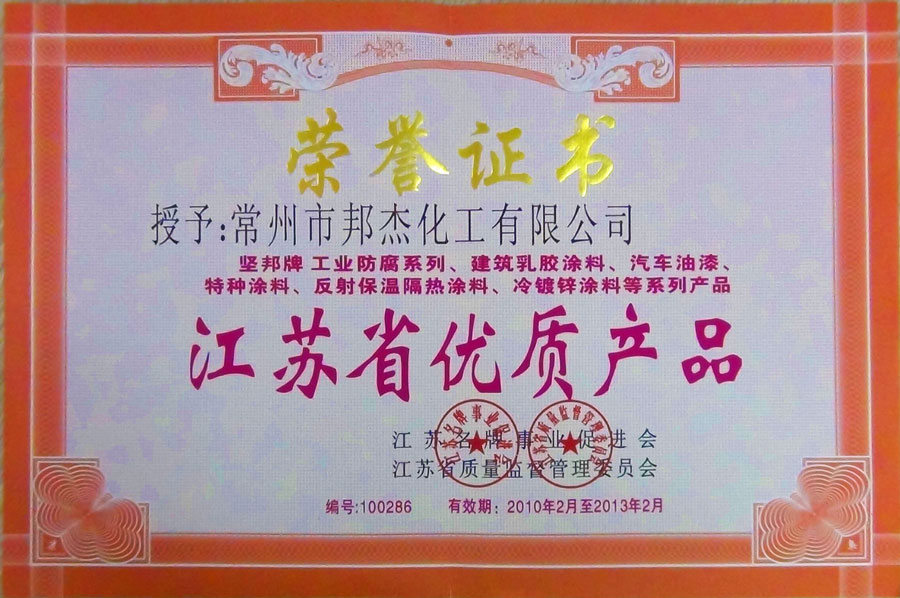 荣誉证书
授予:常州市邦杰化工有限公司
坚邦牌 工业防腐系列、建筑乳胶涂料、汽车油漆、
特种涂料、反射保温隔热涂料、冷镀锌涂料等系列产品
江苏省优质产品
江苏名牌事业促进会
江苏省质量监督管理委员会
编号:100286 有效期：2010年2月至2013年2月